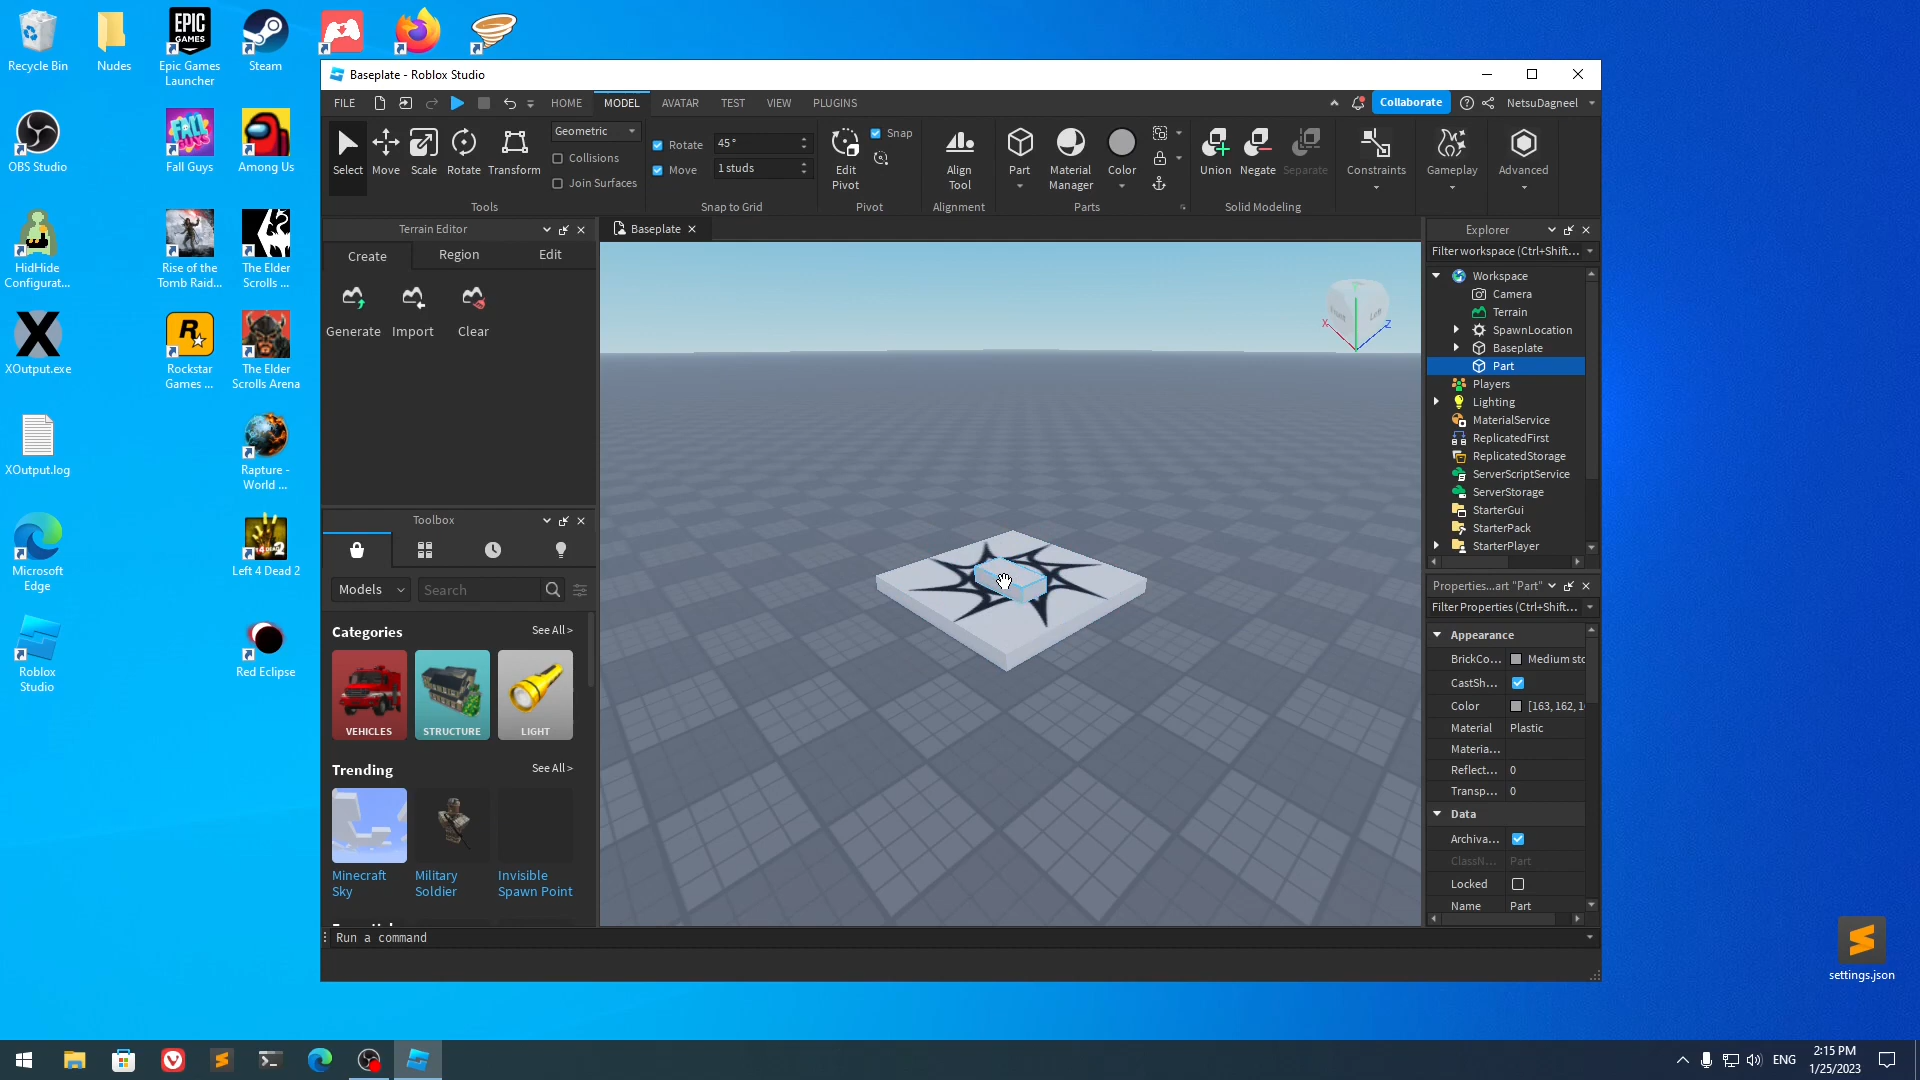 Recycle Bin
Nudes
Epic Games
Launcher
Steam
OBS Studio
Fall Guys
Among Us
HidHide
Configurat...
Rise of the
Tomb Raid...
The Elder
Scrolls ...
XOutput.exe
Rockstar
Games ...
The Elder
Scrolls Arena
XOutput.log
Rapture -
World ...
Microsoft
Edge
Left 4 Dead 2
Roblox
Studio
Red Eclipse
settings.json
Baseplate - Roblox Studio
FILE
HOME
MODEL
AVATAR
TEST
VIEW
PLUGINS
Collaborate
NetsuDagneel
Select
Move
Scale
Rotate
Transform
Geometric
Collisions
Join Surfaces
Tools
Rotate
45°
Move
1 studs
Snap to Grid
Edit
Pivot
Snap
Pivot
Align
Tool
Alignment
Part
Material
Manager
Color
Parts
Union
Negate
Separate
Solid Modeling
Constraints
Gameplay
Advanced
Terrain Editor
Create
Region
Edit
Generate
Import
Clear
Toolbox
Models
Search
Categories
See All >
VEHICLES
STRUCTURE
LIGHT
Trending
See All >
Minecraft
Sky
Military
Soldier
Invisible
Spawn Point
Baseplate
X
Z
Explorer
Filter workspace (Ctrl+Shift...
Workspace
Camera
Terrain
SpawnLocation
Baseplate
Part
Players
Lighting
MaterialService
ReplicatedFirst
ReplicatedStorage
ServerScriptService
ServerStorage
StarterGui
StarterPack
StarterPlayer
Properties...art "Part"
Filter Properties (Ctrl+Shift...
Appearance
BrickCo...
Medium sto
CastSh...
Color
[163, 162, 1
Material
Plastic
Materia...
Reflect...
0
Transp...
0
Data
Archiva...
ClassN...
Part
Locked
Name
Part
Run a command
ENG
2:15 PM
1/25/2023